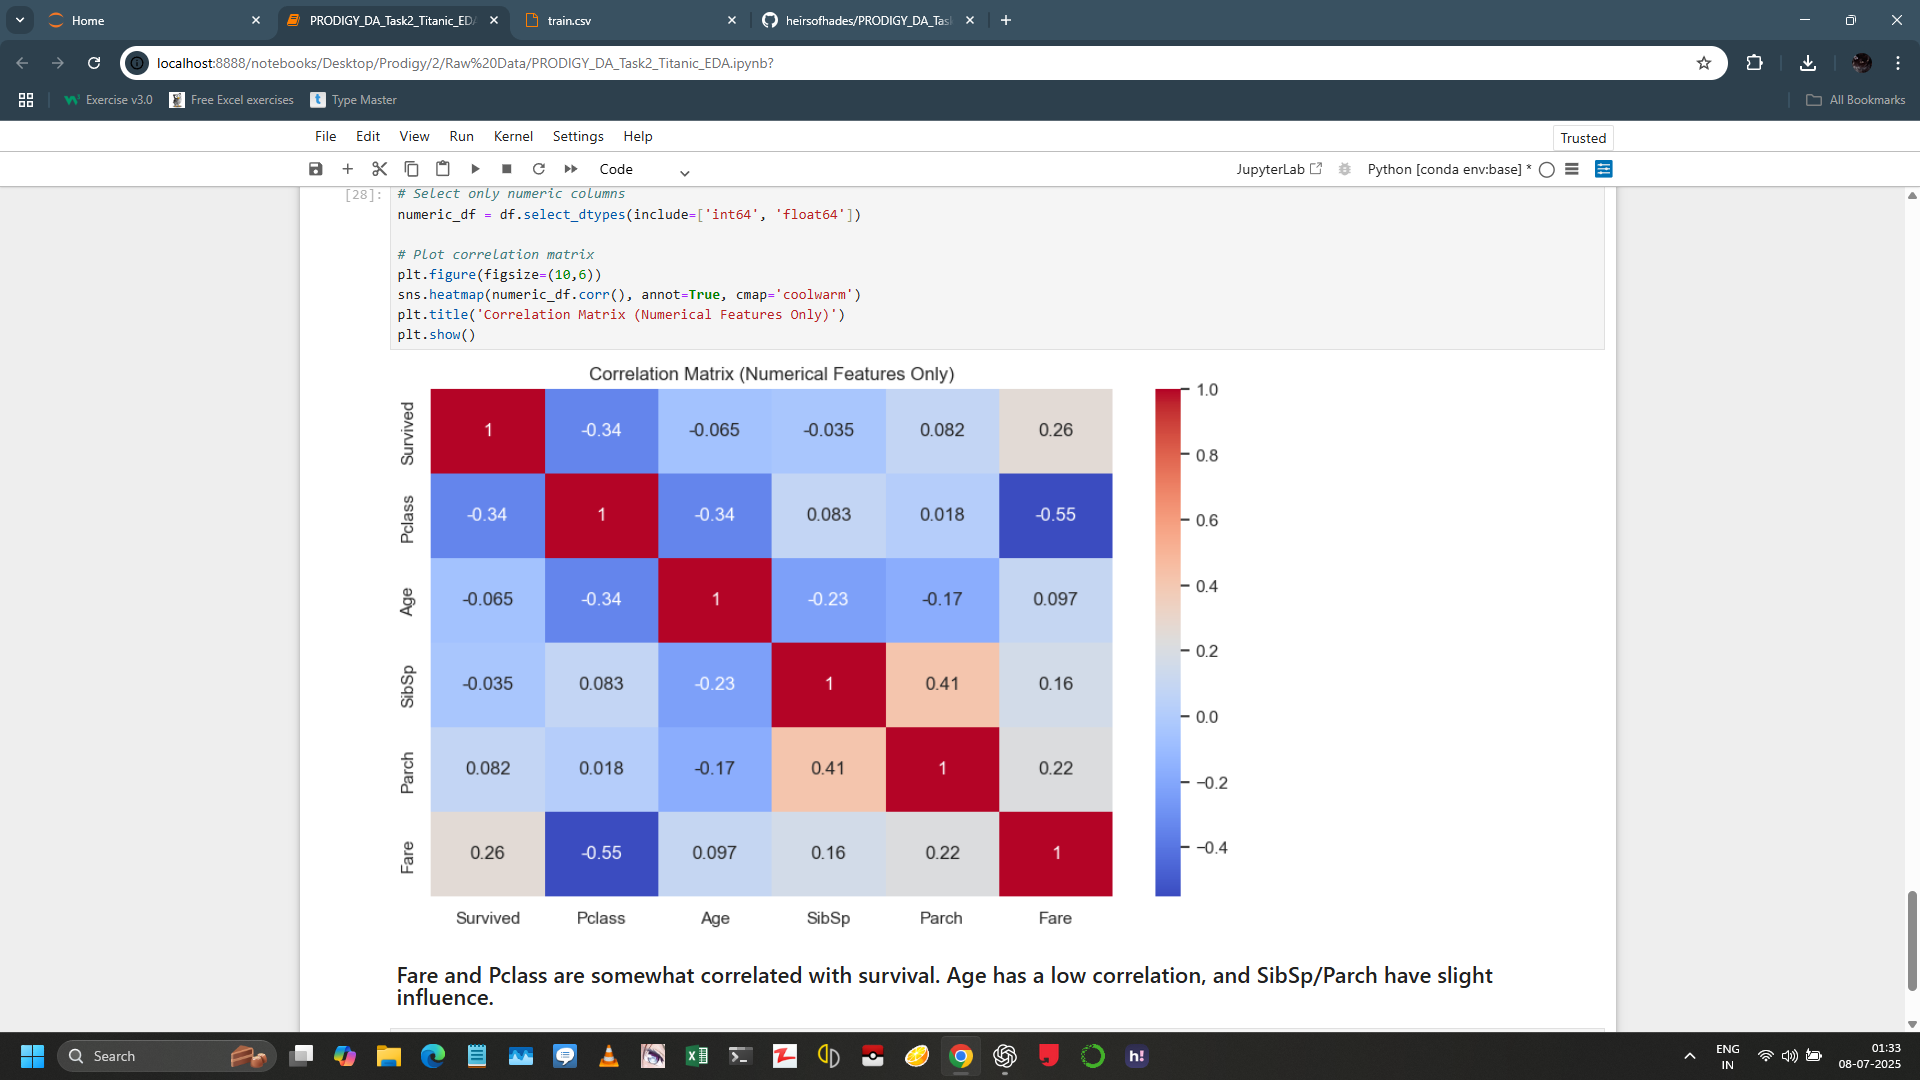 Home
PRODIGY_DA_Task2_Titanic_ED
train.csv
heirsofhades/PRODIGY_DA_Tas
localhost:8888/notebooks/Desktop/Prodigy/2/Raw%20Data/PRODIGY_DA_Task2_Titanic_EDA.ipynb?
Exercise v3.0 Free Excel exercises Type Master All Bookmarks
File Edit View Run Kernel Settings Help Trusted
Code JupyterLab Python [conda env:base] *
[28]: # Select only numeric columns
numeric_df = df.select_dtypes(include=['int64', 'float64'])
# Plot correlation matrix
plt.figure(figsize=(10,6))
sns.heatmap(numeric_df.corr(), annot=True, cmap='coolwarm')
plt.title('Correlation Matrix (Numerical Features Only)')
plt.show()
Correlation Matrix (Numerical Features Only)
Survived 1 -0.34 -0.065 -0.035 0.082 0.26
Pclass -0.34 1 -0.34 0.083 0.018 -0.55
Age -0.065 -0.34 1 -0.23 -0.17 0.097
SibSp -0.035 0.083 -0.23 1 0.41 0.16
Parch 0.082 0.018 -0.17 0.41 1 0.22
Fare 0.26 -0.55 0.097 0.16 0.22 1
Survived Pclass Age SibSp Parch Fare
1.0
0.8
0.6
0.4
0.2
0.0
−0.2
−0.4
Fare and Pclass are somewhat correlated with survival. Age has a low correlation, and SibSp/Parch have slight
influence.
Search
h!
ENG
IN
01:33
08-07-2025